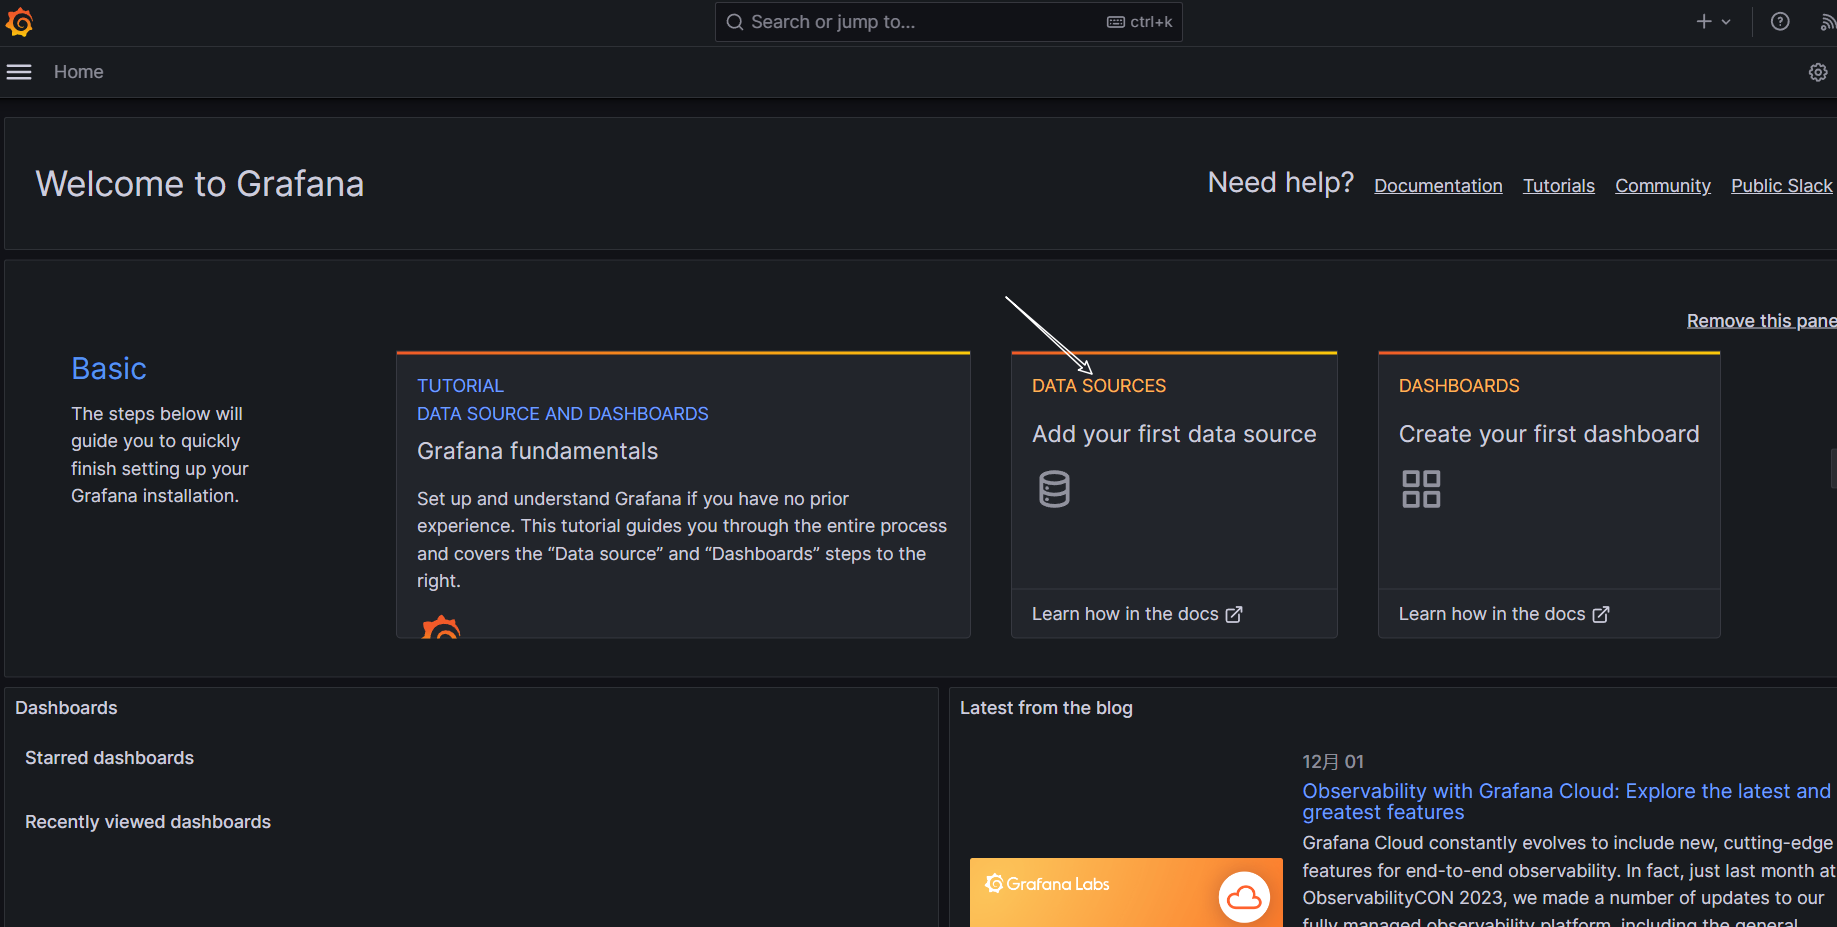 Search or jump to...
ctrl+k
Home
Welcome to Grafana
Need help?
Documentation
Tutorials
Community
Public Slack
Remove this pane
Basic
The steps below will
guide you to quickly
finish setting up your
Grafana installation.
TUTORIAL
DATA SOURCE AND DASHBOARDS
Grafana fundamentals
Set up and understand Grafana if you have no prior
experience. This tutorial guides you through the entire process
and covers the “Data source” and “Dashboards” steps to the
right.
DATA SOURCES
Add your first data source
Learn how in the docs
DASHBOARDS
Create your first dashboard
Learn how in the docs
Dashboards
Starred dashboards
Recently viewed dashboards
Latest from the blog
Grafana Labs
12月 01
Observability with Grafana Cloud: Explore the latest and
greatest features
Grafana Cloud constantly evolves to include new, cutting-edge
features for end-to-end observability. In fact, just last month at
ObservabilityCON 2023, we made a number of updates to our
fully managed observability platform, including the general